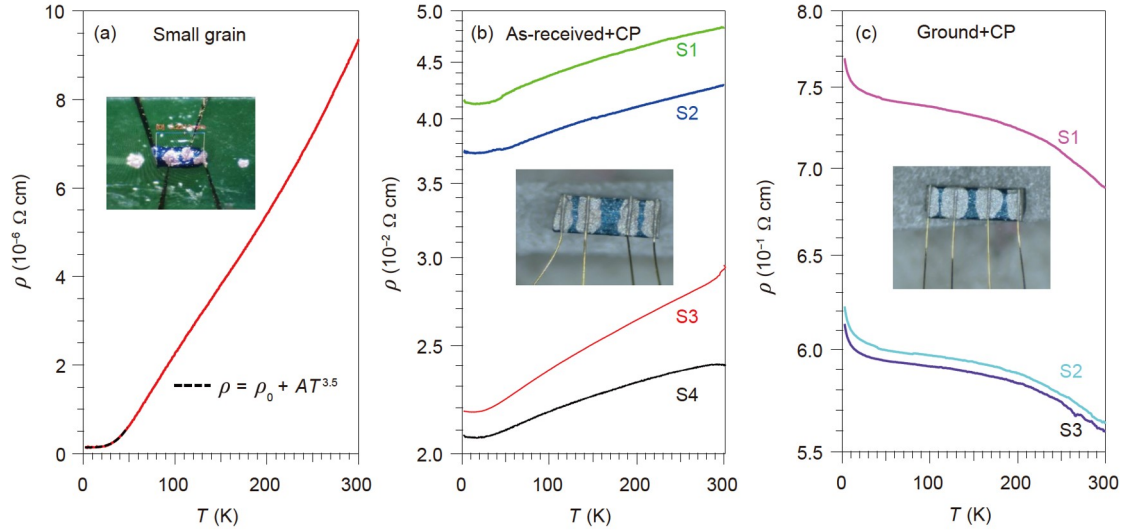 (a) Small grain
ρ (10⁻⁶ Ω cm)
10
8
6
4
2
0
ρ = ρ₀ + AT³·⁵
0 100 200 300
T (K)
(b) As-received+CP
ρ (10⁻² Ω cm)
5.0
4.5
4.0
3.5
3.0
2.5
2.0
S1
S2
S3
S4
0 100 200 300
T (K)
(c) Ground+CP
ρ (10⁻¹ Ω cm)
7.5
7.0
6.5
6.0
5.5
S1
S2
S3
0 100 200 300
T (K)